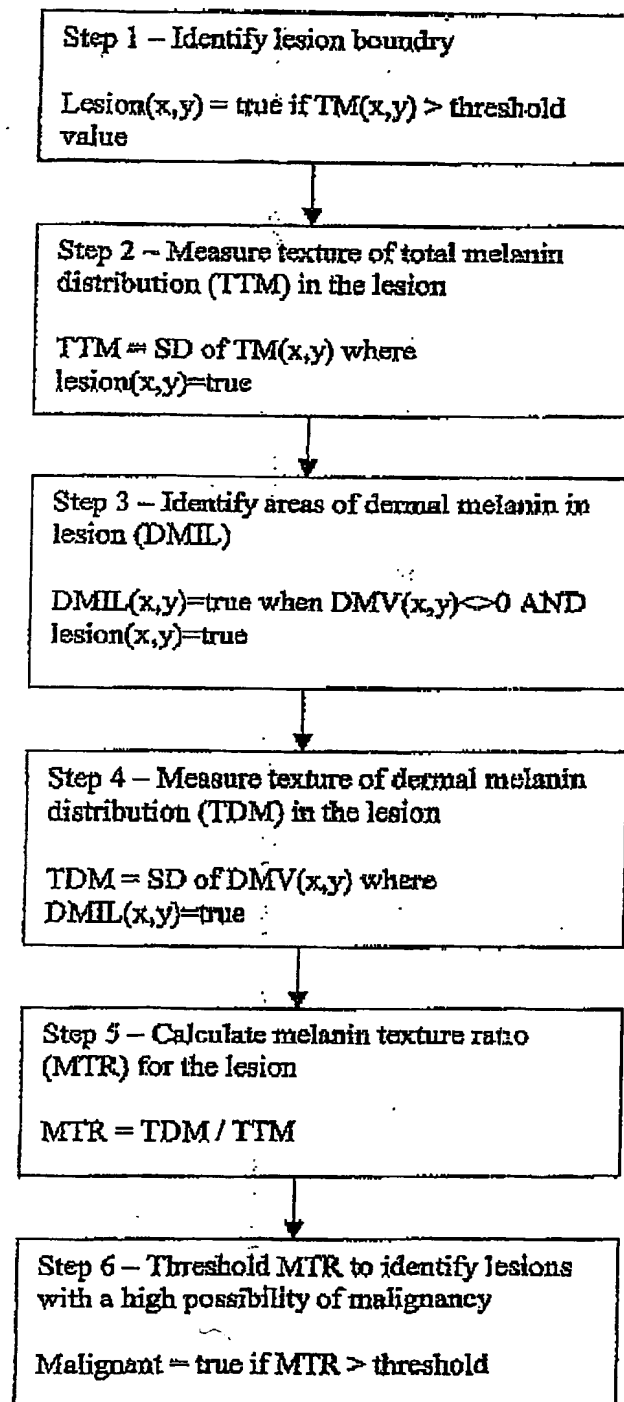 Step 1 – Identify lesion boundry
Lesion(x,y) = true if TM(x,y) > threshold
value
Step 2 – Measure texture of total melanin
distribution (TTM) in the lesion
TTM = SD of TM(x,y) where
lesion(x,y)=true
Step 3 – Identify areas of dermal melanin in
lesion (DMIL)
DMIL(x,y)=true when DMV(x,y)<>0 AND
lesion(x,y)=true
Step 4 – Measure texture of dermal melanin
distribution (TDM) in the lesion
TDM = SD of DMV(x,y) where
DMIL(x,y)=true
Step 5 – Calculate melanin texture ratio
(MTR) for the lesion
MTR = TDM / TTM
Step 6 – Threshold MTR to identify lesions
with a high possibility of malignancy
Malignant = true if MTR > threshold